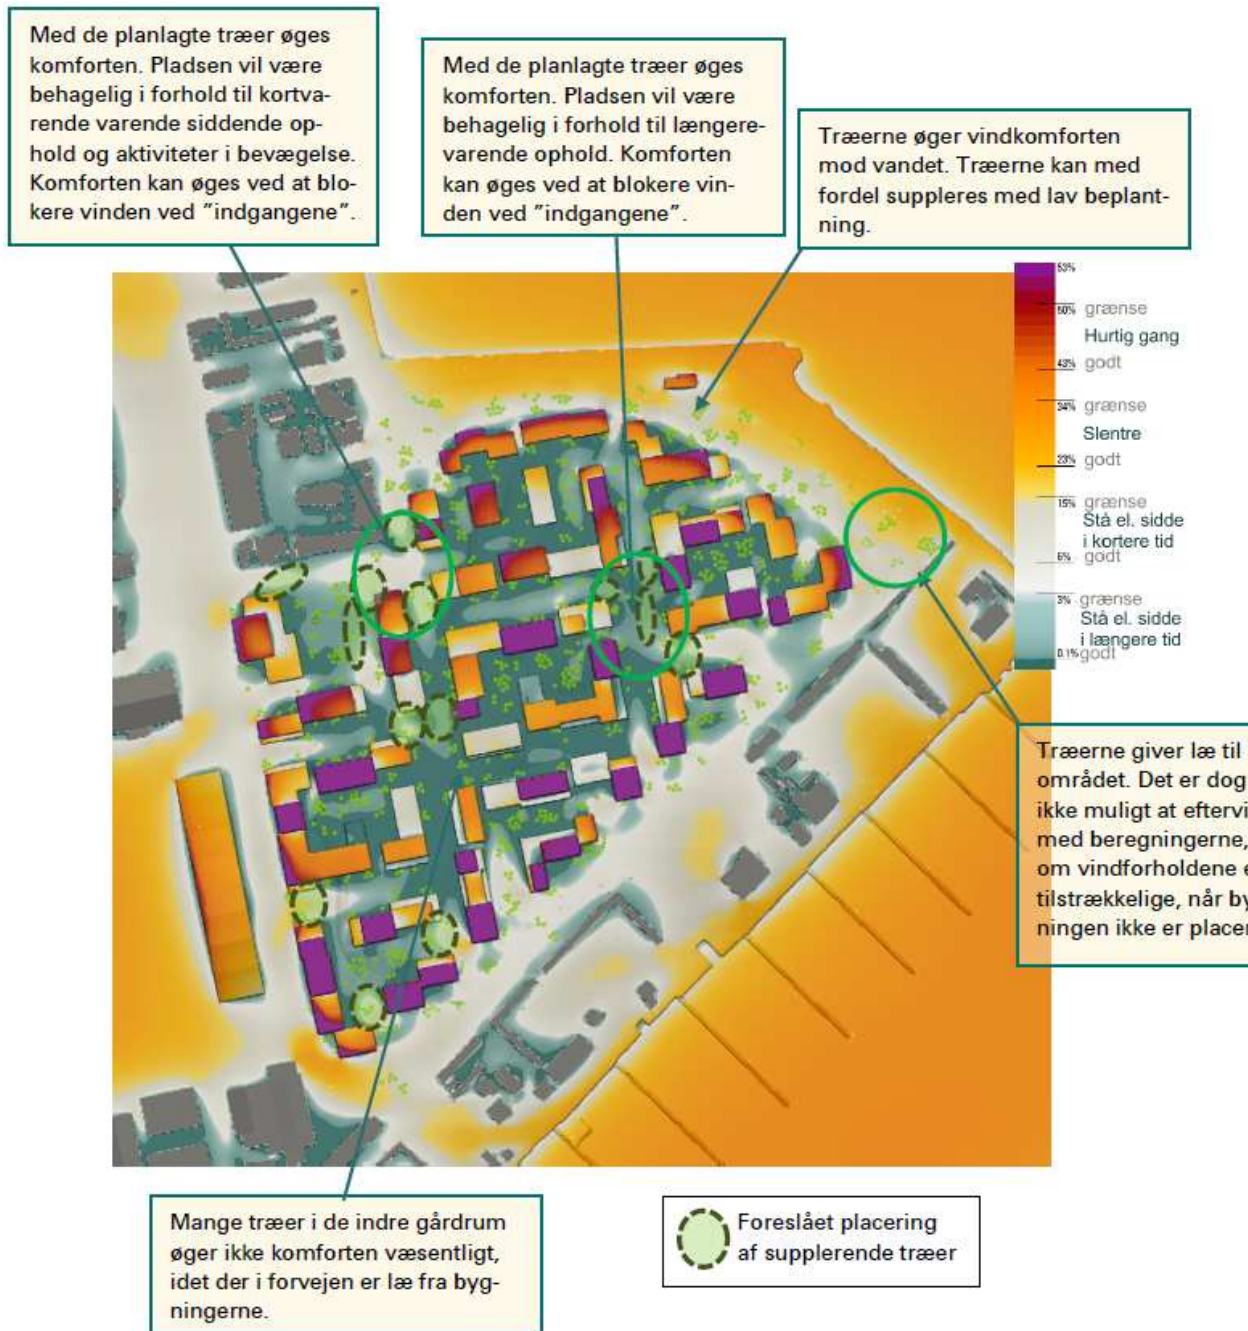 Med de planlagte træer øges
komforten. Pladsen vil være
behagelig i forhold til kortva-
rende varende siddende op-
hold og aktiviteter i bevægelse.
Komforten kan øges ved at blo-
kere vinden ved ”indgangene”.
Med de planlagte træer øges
komforten. Pladsen vil være
behagelig i forhold til længere-
varende ophold. Komforten
kan øges ved at blokere vin-
den ved ”indgangene”.
Træerne øger vindkomforten
mod vandet. Træerne kan med
fordel suppleres med lav beplant-
ning.
53%
50% grænse
Hurtig gang
43% godt
34% grænse
Slentre
23% godt
15% grænse
Stå el. sidde
i kortere tid
6% godt
3% grænse
Stå el. sidde
i længere tid
0.1% godt
Træerne giver læ til
området. Det er dog
ikke muligt at eftervi
med beregningerne,
om vindforholdene e
tilstrækkelige, når by
ningen ikke er placer
Mange træer i de indre gårdrum
øger ikke komforten væsentligt,
idet der i forvejen er læ fra byg-
ningerne.
Foreslået placering
af supplerende træer